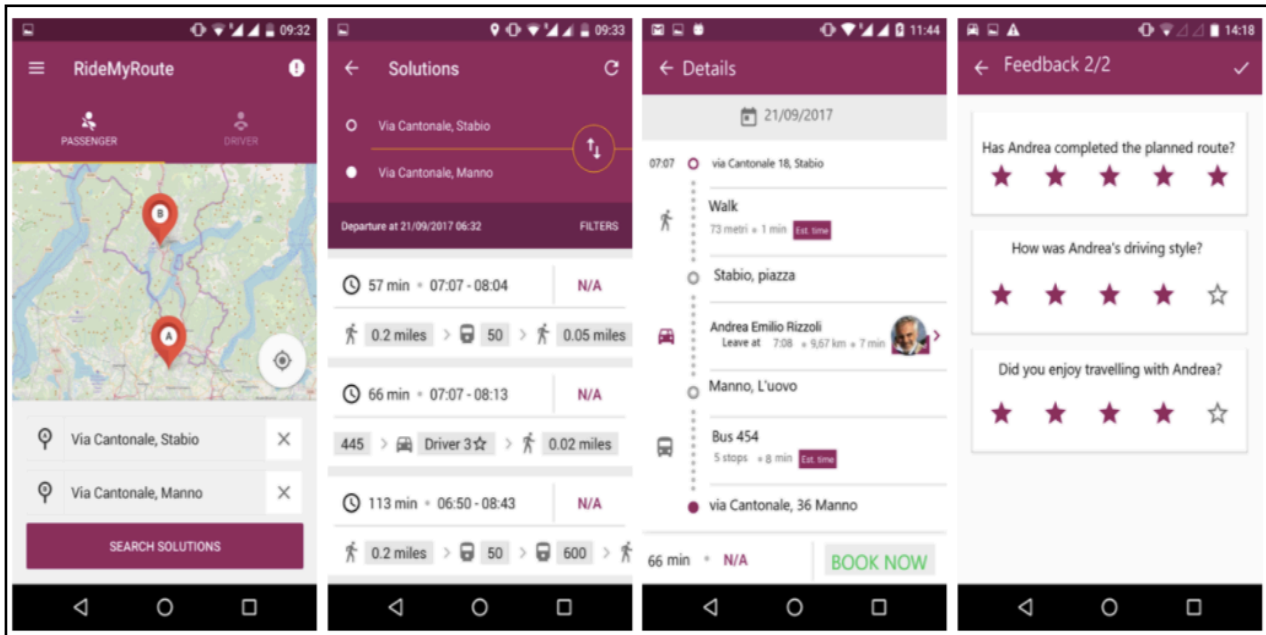 09:32
RideMyRoute
PASSENGER
DRIVER
B
A
Via Cantonale, Stabio
Via Cantonale, Manno
SEARCH SOLUTIONS
09:33
Solutions
Via Cantonale, Stabio
Via Cantonale, Manno
Departure at 21/09/2017 06:32 FILTERS
57 min • 07:07 - 08:04 N/A
0.2 miles > 50 > 0.05 miles
66 min • 07:07 - 08:13 N/A
445 > Driver 3☆ > 0.02 miles
113 min • 06:50 - 08:43 N/A
0.2 miles > 50 > 600 >
11:44
Details
21/09/2017
07:07 via Cantonale 18, Stabio
Walk
73 metri • 1 min Est. time
Stabio, piazza
Andrea Emilio Rizzoli
Leave at 7:08 • 9,67 km • 7 min
Manno, L'uovo
Bus 454
5 stops • 8 min Est. time
via Cantonale, 36 Manno
66 min • N/A BOOK NOW
14:18
Feedback 2/2
Has Andrea completed the planned route?
How was Andrea's driving style?
Did you enjoy travelling with Andrea?